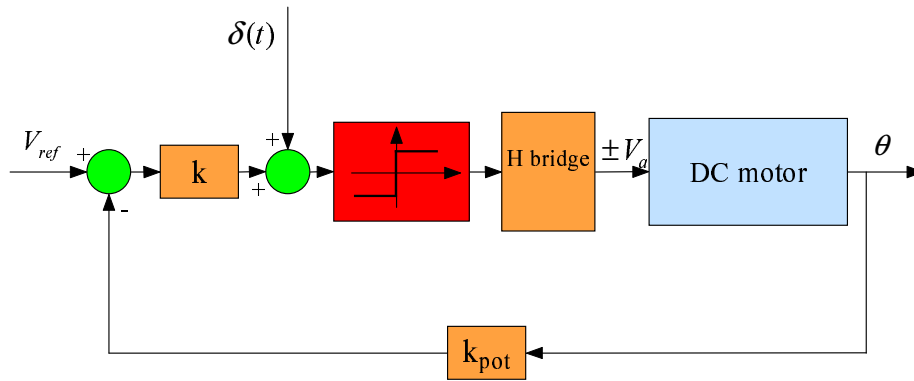 δ(t)
V_ref
+
-
k
+
+
H bridge
±V_a
DC motor
θ
k_pot